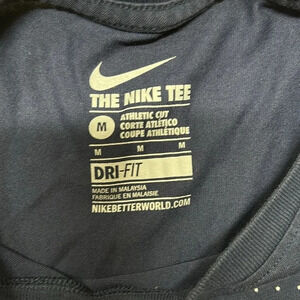 THE NIKE TEE
M
ATHLETIC CUT
CORTE ATLÉTICO
COUPE ATHLÉTIQUE
M M M
DRI-FIT
MADE IN MALAYSIA
FABRIQUÉ EN MALAISIE
NIKEBETTERWORLD.COM